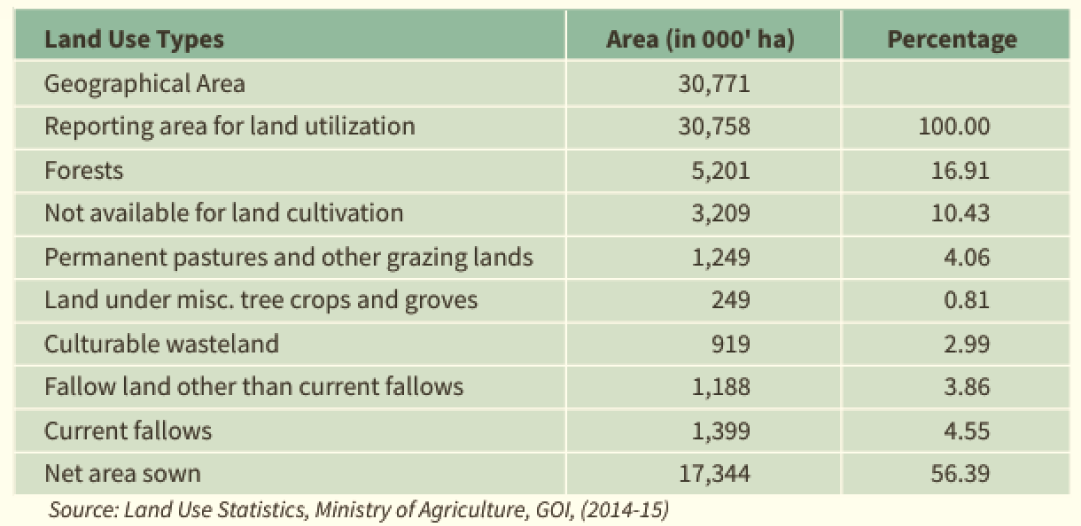 Land Use Types Area (in 000' ha) Percentage
Geographical Area 30,771
Reporting area for land utilization 30,758 100.00
Forests 5,201 16.91
Not available for land cultivation 3,209 10.43
Permanent pastures and other grazing lands 1,249 4.06
Land under misc. tree crops and groves 249 0.81
Culturable wasteland 919 2.99
Fallow land other than current fallows 1,188 3.86
Current fallows 1,399 4.55
Net area sown 17,344 56.39
Source: Land Use Statistics, Ministry of Agriculture, GOI, (2014-15)